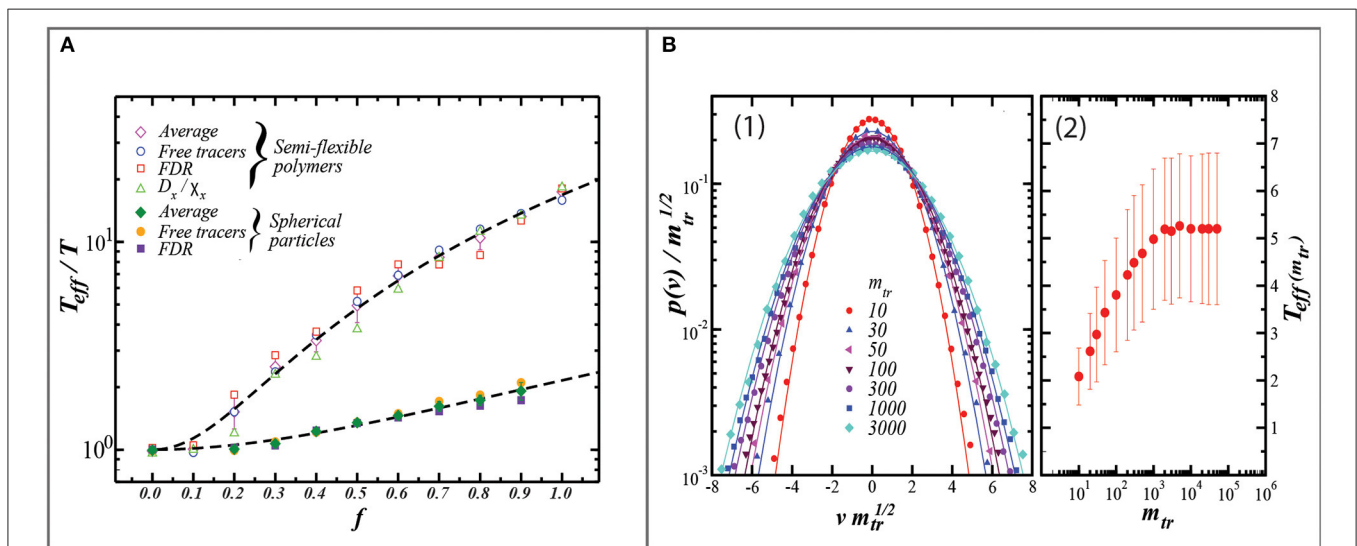 A
T_eff / T
10^1
10^0
Average
Free tracers
FDR
D_x / χ_x
Semi-flexible
polymers
Average
Free tracers
FDR
Spherical
particles
0.0 0.1 0.2 0.3 0.4 0.5 0.6 0.7 0.8 0.9 1.0
f
B
(1)
p(v) / m_tr^1/2
10^-1
10^-2
10^-3
m_tr
10
30
50
100
300
1000
3000
-8 -4 -2 0 2 4 6 8
v m_tr^1/2
(2)
8
7
6
5
4
3
2
1
T_eff (m_tr)
10^1 10^2 10^3 10^4 10^5 10^6
m_tr